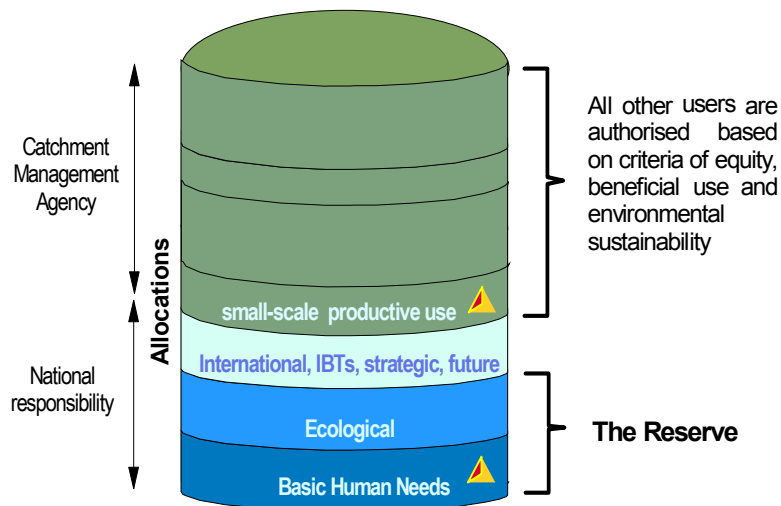 Catchment
Management
Agency
National
responsibility
Allocations
small-scale productive use
International, IBTs, strategic, future
Ecological
Basic Human Needs
All other users are
authorised based
on criteria of equity,
beneficial use and
environmental
sustainability
The Reserve